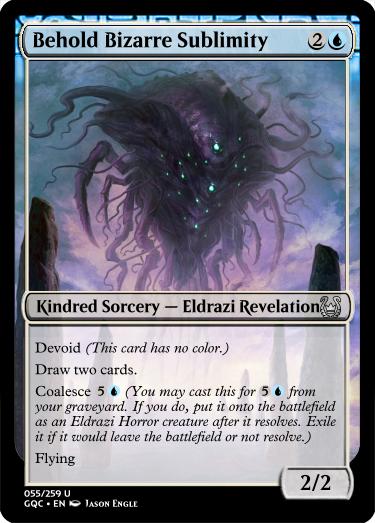 Behold Bizarre Sublimity 2
Kindred Sorcery — Eldrazi Revelation
Devoid (This card has no color.)
Draw two cards.
Coalesce 5 (You may cast this for 5 from
your graveyard. If you do, put it onto the battlefield
as an Eldrazi Horror creature after it resolves. Exile
it if it would leave the battlefield or not resolve.)
Flying
2/2
055/259 U
GQC • EN Jason Engle